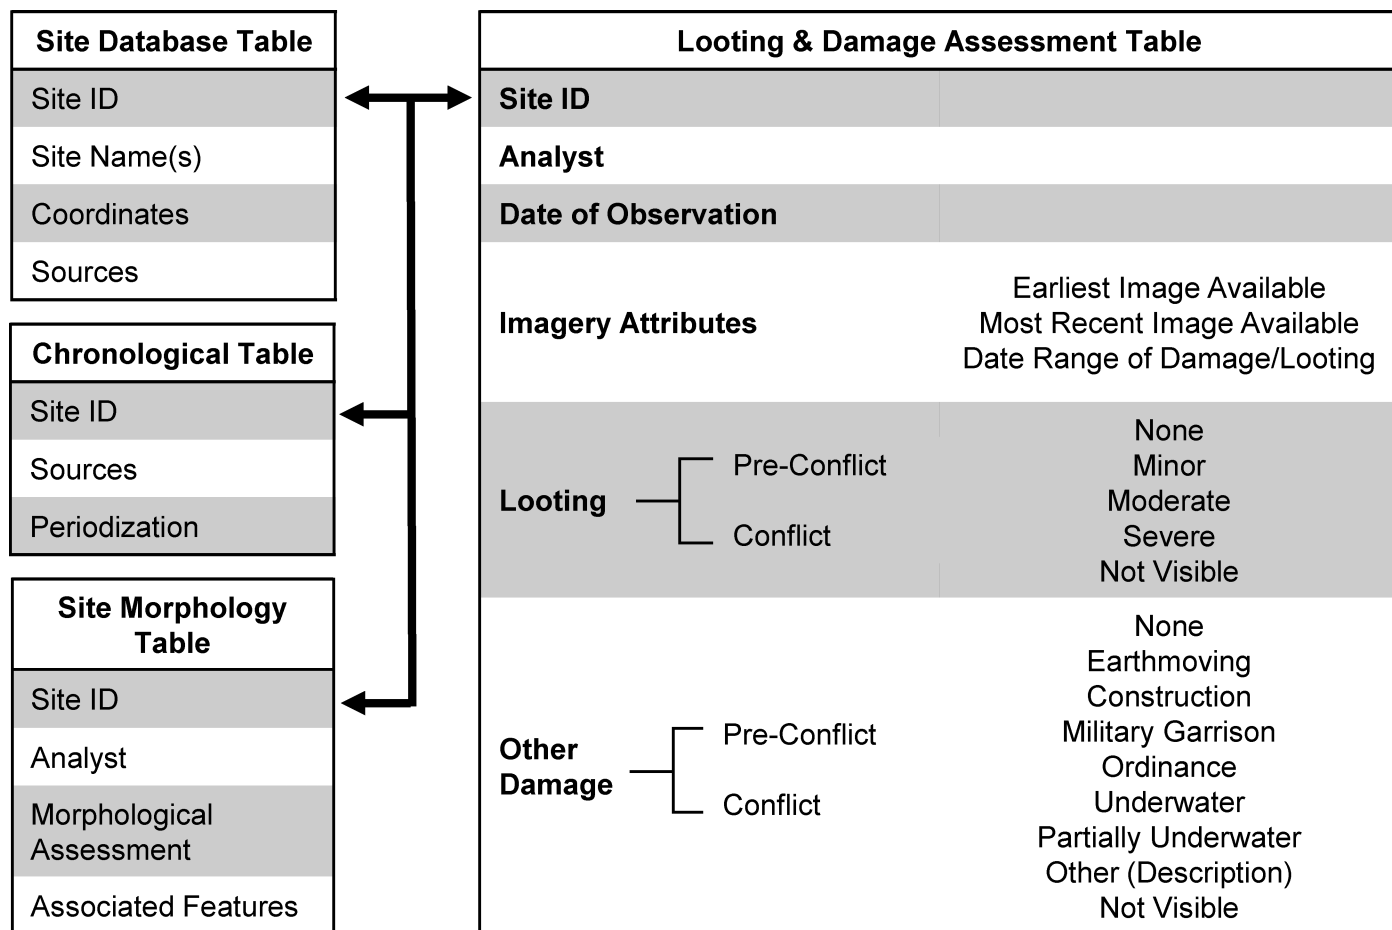 Site Database Table
Site ID
Site Name(s)
Coordinates
Sources
Chronological Table
Site ID
Sources
Periodization
Site Morphology
Table
Site ID
Analyst
Morphological
Assessment
Associated Features
Looting & Damage Assessment Table
Site ID
Analyst
Date of Observation
Imagery Attributes
Earliest Image Available
Most Recent Image Available
Date Range of Damage/Looting
Looting
Pre-Conflict
Conflict
None
Minor
Moderate
Severe
Not Visible
Other
Damage
Pre-Conflict
Conflict
None
Earthmoving
Construction
Military Garrison
Ordinance
Underwater
Partially Underwater
Other (Description)
Not Visible